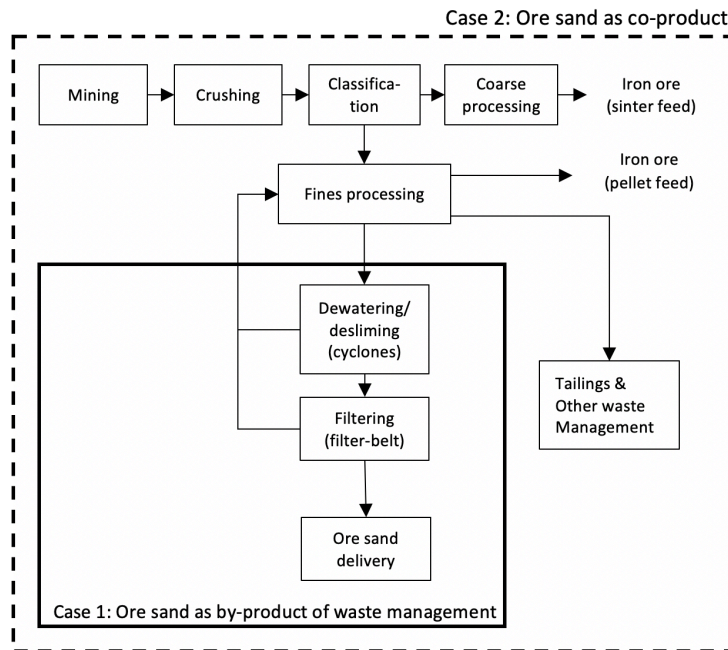 Case 2: Ore sand as co-product
Mining
Crushing
Classifica-
tion
Coarse
processing
Iron ore
(sinter feed)
Fines processing
Iron ore
(pellet feed)
Dewatering/
desliming
(cyclones)
Filtering
(filter-belt)
Tailings &
Other waste
Management
Ore sand
delivery
Case 1: Ore sand as by-product of waste management